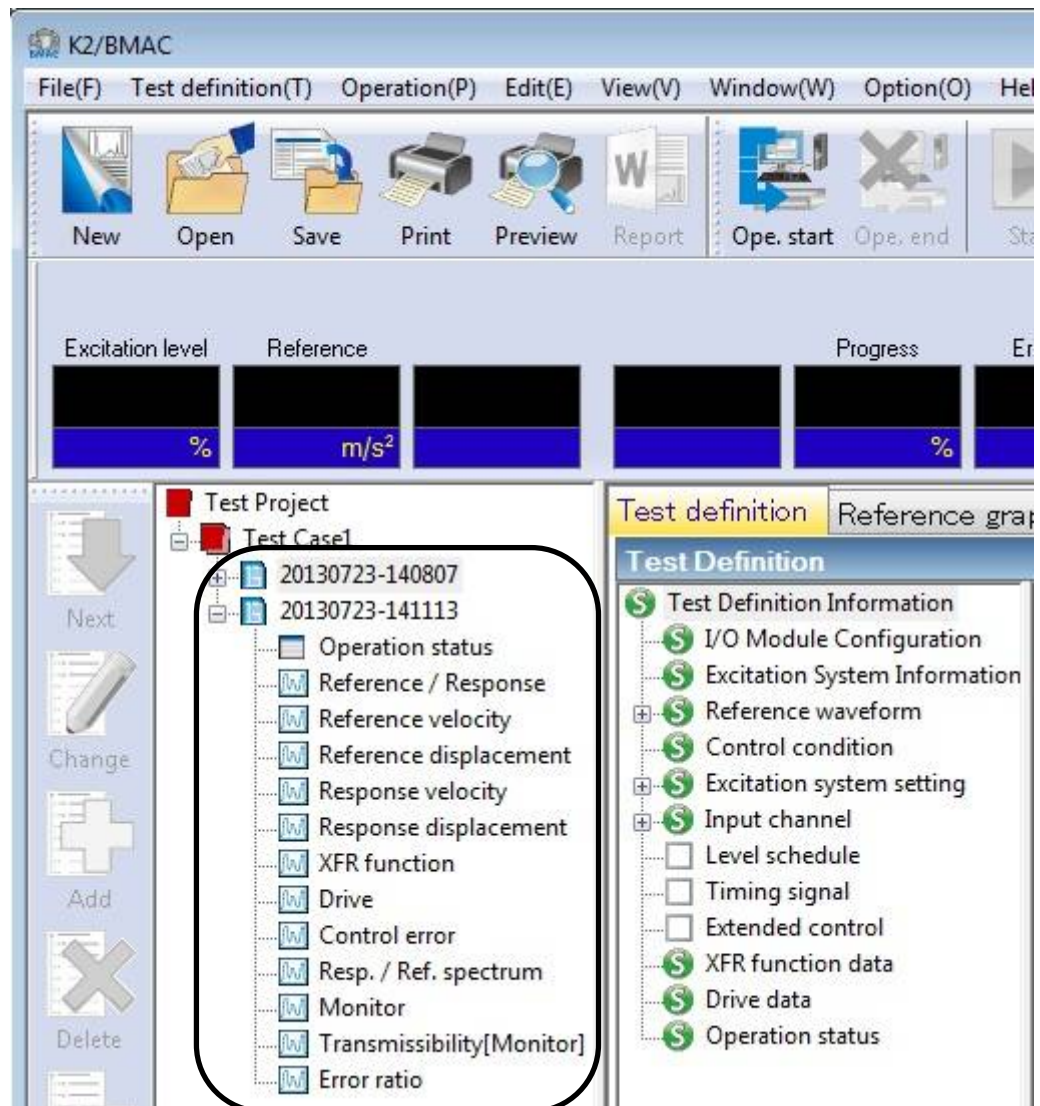 K2/BMAC
File(F) Test definition(T) Operation(P) Edit(E) View(V) Window(W) Option(O) Hel
New Open Save Print Preview Report Ope. start Ope. end Sta
Excitation level Reference Progress Er
% m/s² %
Test Project
Test Case1
20130723-140807
20130723-141113
Operation status
Reference / Response
Reference velocity
Reference displacement
Response velocity
Response displacement
XFR function
Drive
Control error
Resp. / Ref. spectrum
Monitor
Transmissibility[Monitor]
Error ratio
Next
Change
Add
Delete
Test definition Reference grap
Test Definition
Test Definition Information
I/O Module Configuration
Excitation System Information
Reference waveform
Control condition
Excitation system setting
Input channel
Level schedule
Timing signal
Extended control
XFR function data
Drive data
Operation status